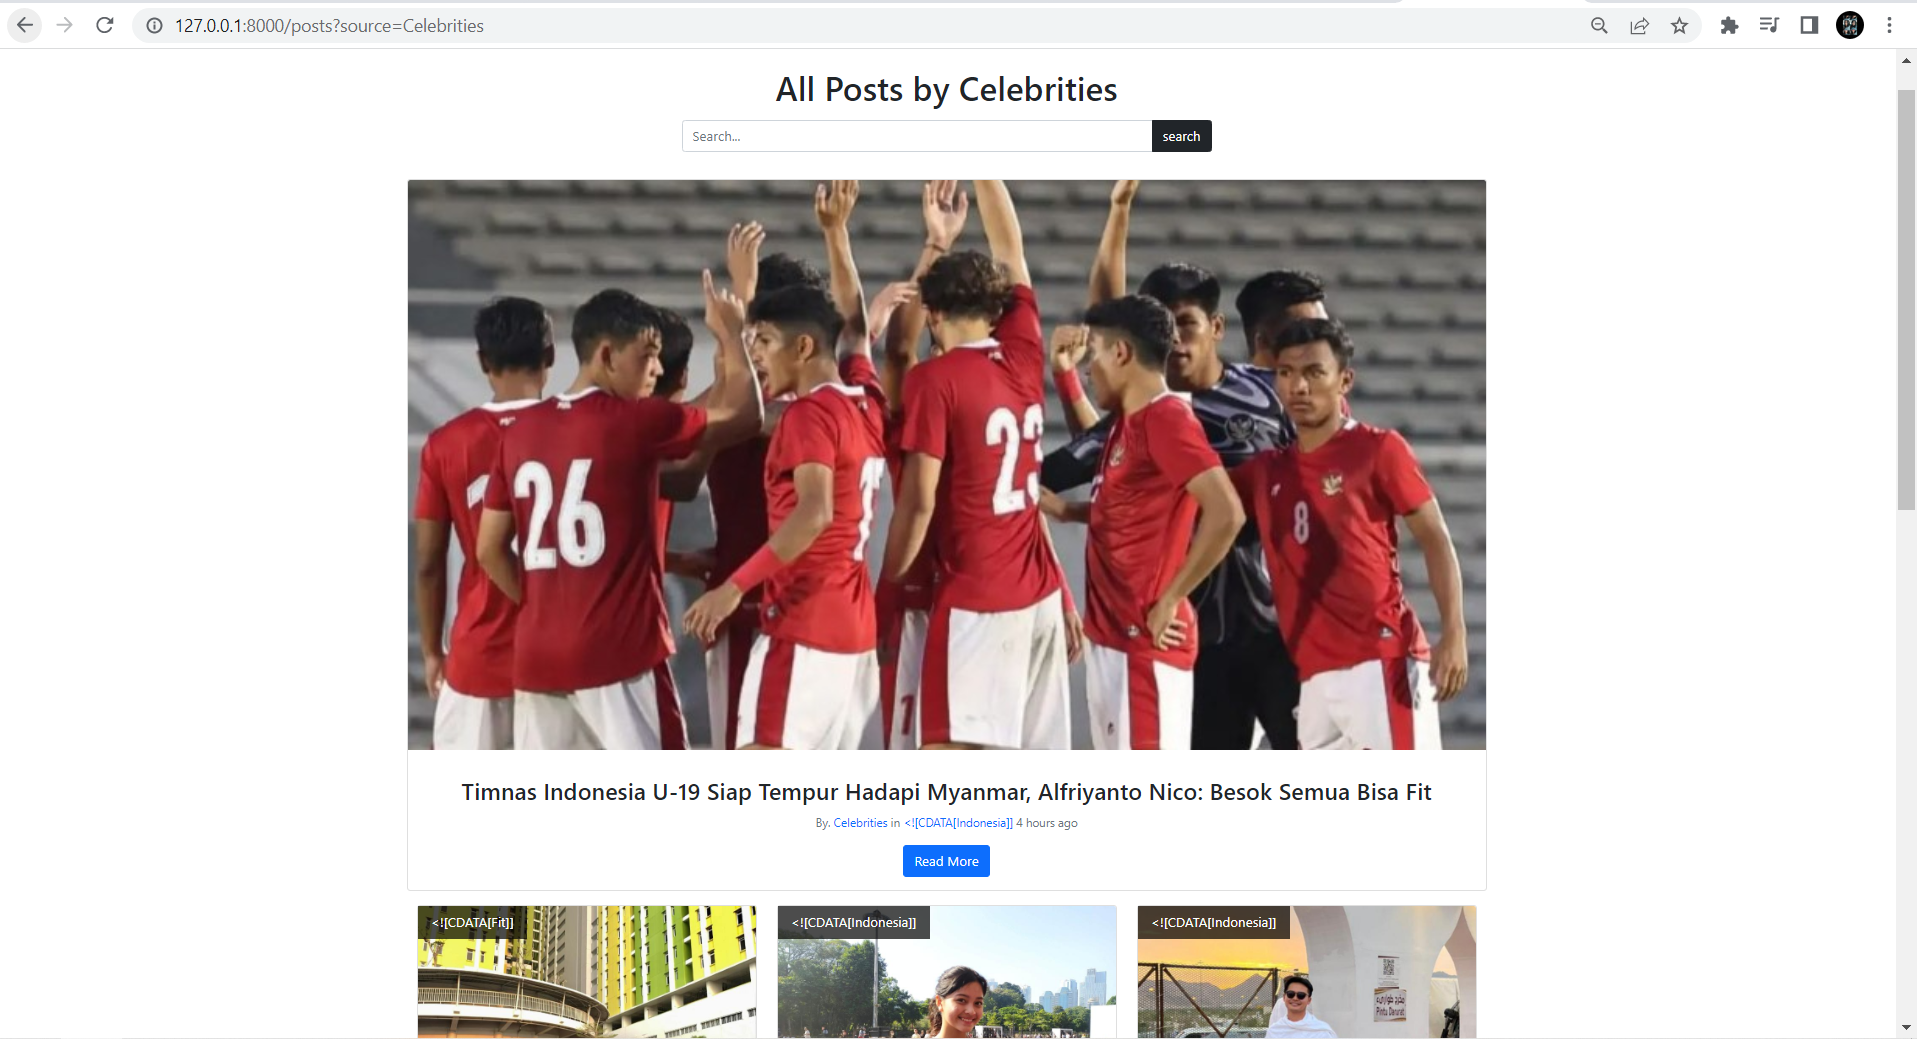 127.0.0.1:8000/posts?source=Celebrities
All Posts by Celebrities
Search...
search
26
23
8
Timnas Indonesia U-19 Siap Tempur Hadapi Myanmar, Alfriyanto Nico: Besok Semua Bisa Fit
By. Celebrities in <![CDATA[Indonesia]] 4 hours ago
Read More
<![CDATA[Fit]]
<![CDATA[Indonesia]]
<![CDATA[Indonesia]]
Pintu Darurat